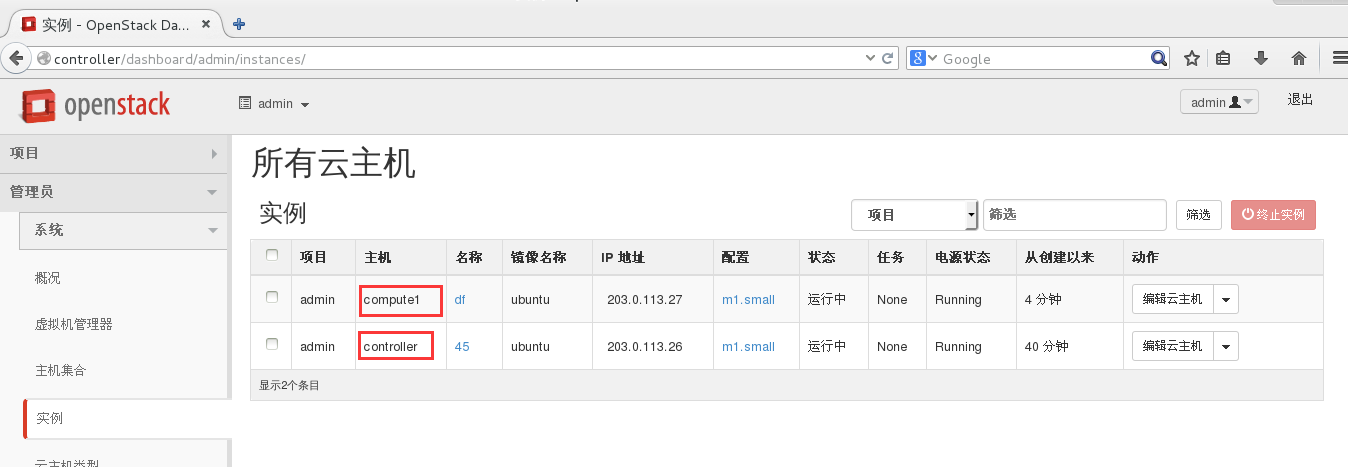 实例 - OpenStack Da...
controller/dashboard/admin/instances/
Google
openstack
admin
admin
退出
项目
管理员
系统
概况
虚拟机管理器
主机集合
实例
云主机类型
所有云主机
实例
项目
筛选
筛选
终止实例
项目 主机 名称 镜像名称 IP 地址 配置 状态 任务 电源状态 从创建以来 动作
admin compute1 df ubuntu 203.0.113.27 m1.small 运行中 None Running 4 分钟 编辑云主机
admin controller 45 ubuntu 203.0.113.26 m1.small 运行中 None Running 40 分钟 编辑云主机
显示2个条目